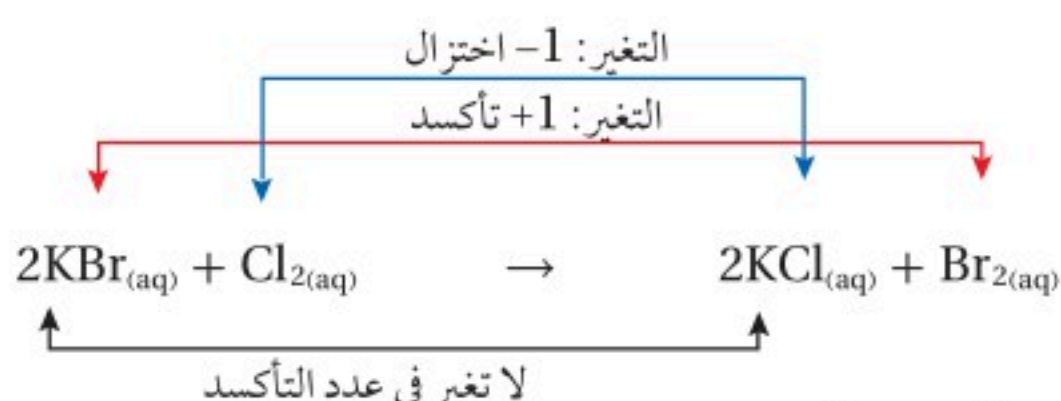 التغير: 1− اختزال
التغير: 1+ تأكسد
2KBr(aq) + Cl2(aq) → 2KCl(aq) + Br2(aq)
لا تغير في عدد التأكسد